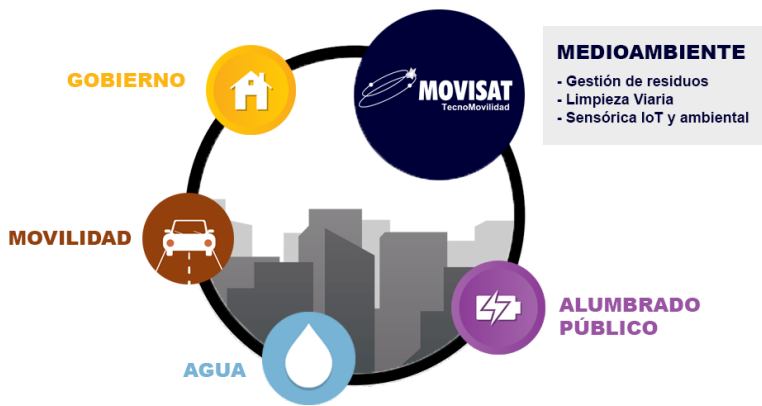 GOBIERNO
MOVISAT
TecnoMovilidad
MEDIOAMBIENTE
- Gestión de residuos
- Limpieza Viaria
- Sensórica IoT y ambiental
MOVILIDAD
ALUMBRADO
PÚBLICO
AGUA